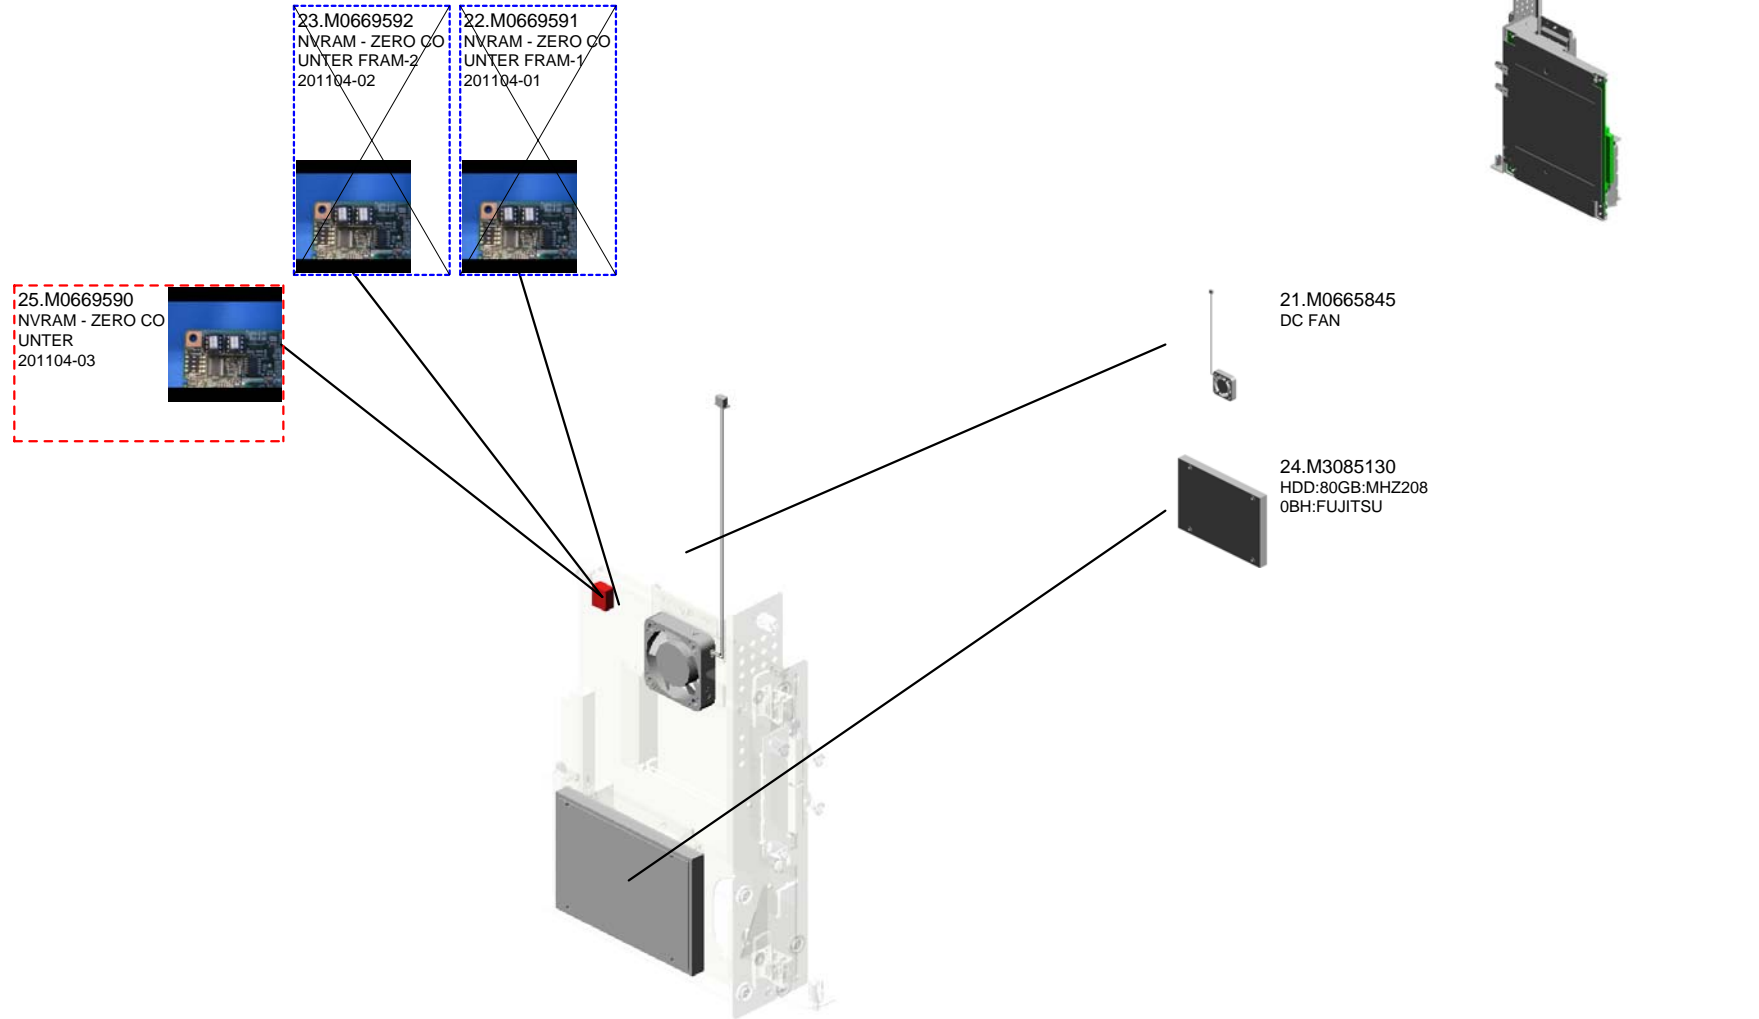 23.M0669592
NVRAM - ZERO CO
UNTER FRAM-2
201104-02
22.M0669591
NVRAM - ZERO CO
UNTER FRAM-1
201104-01
25.M0669590
NVRAM - ZERO CO
UNTER
201104-03
21.M0665845
DC FAN
24.M3085130
HDD:80GB:MHZ208
0BH:FUJITSU